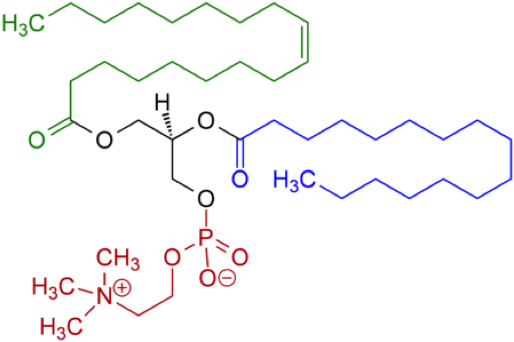 H₃C
H
O O O
O H₃C
O
P O
CH₃ O O⊖
H₃C
N⊕
H₃C